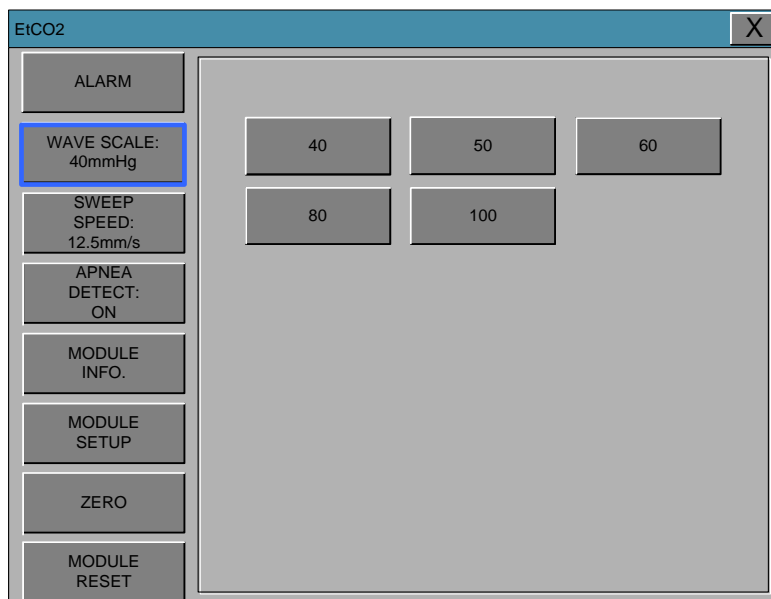 EtCO2
X
ALARM
WAVE SCALE:
40mmHg
SWEEP
SPEED:
12.5mm/s
APNEA
DETECT:
ON
MODULE
INFO.
MODULE
SETUP
ZERO
MODULE
RESET
40
50
60
80
100